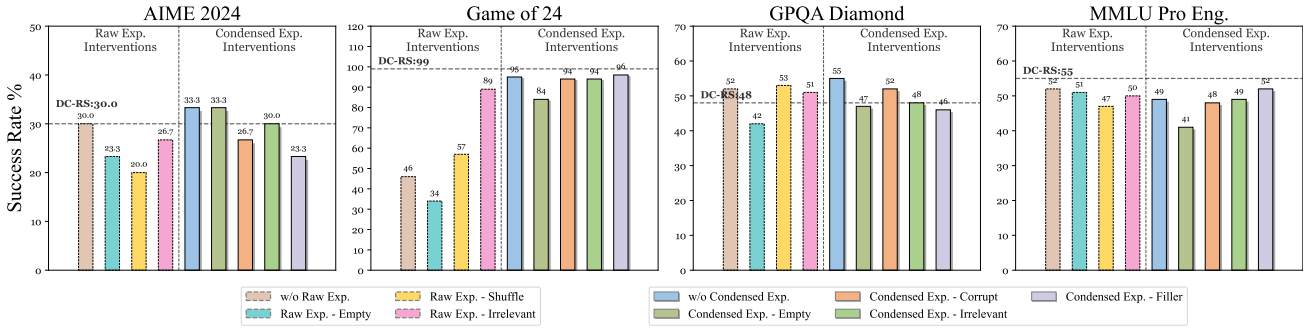 AIME 2024
Game of 24
GPQA Diamond
MMLU Pro Eng.
Success Rate %
50
40
30
20
10
0
Raw Exp.
Interventions
Condensed Exp.
Interventions
DC-RS:30.0
30.0
23.3
20.0
26.7
33.3
33.3
26.7
30.0
23.3
120
110
100
90
80
70
60
50
40
30
20
10
0
Raw Exp.
Interventions
Condensed Exp.
Interventions
DC-RS:99
46
34
57
89
95
84
94
94
96
70
60
50
40
30
20
10
0
Raw Exp.
Interventions
Condensed Exp.
Interventions
DC-RS:48
52
42
53
51
55
47
52
48
46
70
60
50
40
30
20
10
0
Raw Exp.
Interventions
Condensed Exp.
Interventions
DC-RS:55
52
51
47
50
49
41
48
49
52
w/o Raw Exp.
Raw Exp. - Shuffle
Raw Exp. - Empty
Raw Exp. - Irrelevant
w/o Condensed Exp.
Condensed Exp. - Corrupt
Condensed Exp. - Filler
Condensed Exp. - Empty
Condensed Exp. - Irrelevant